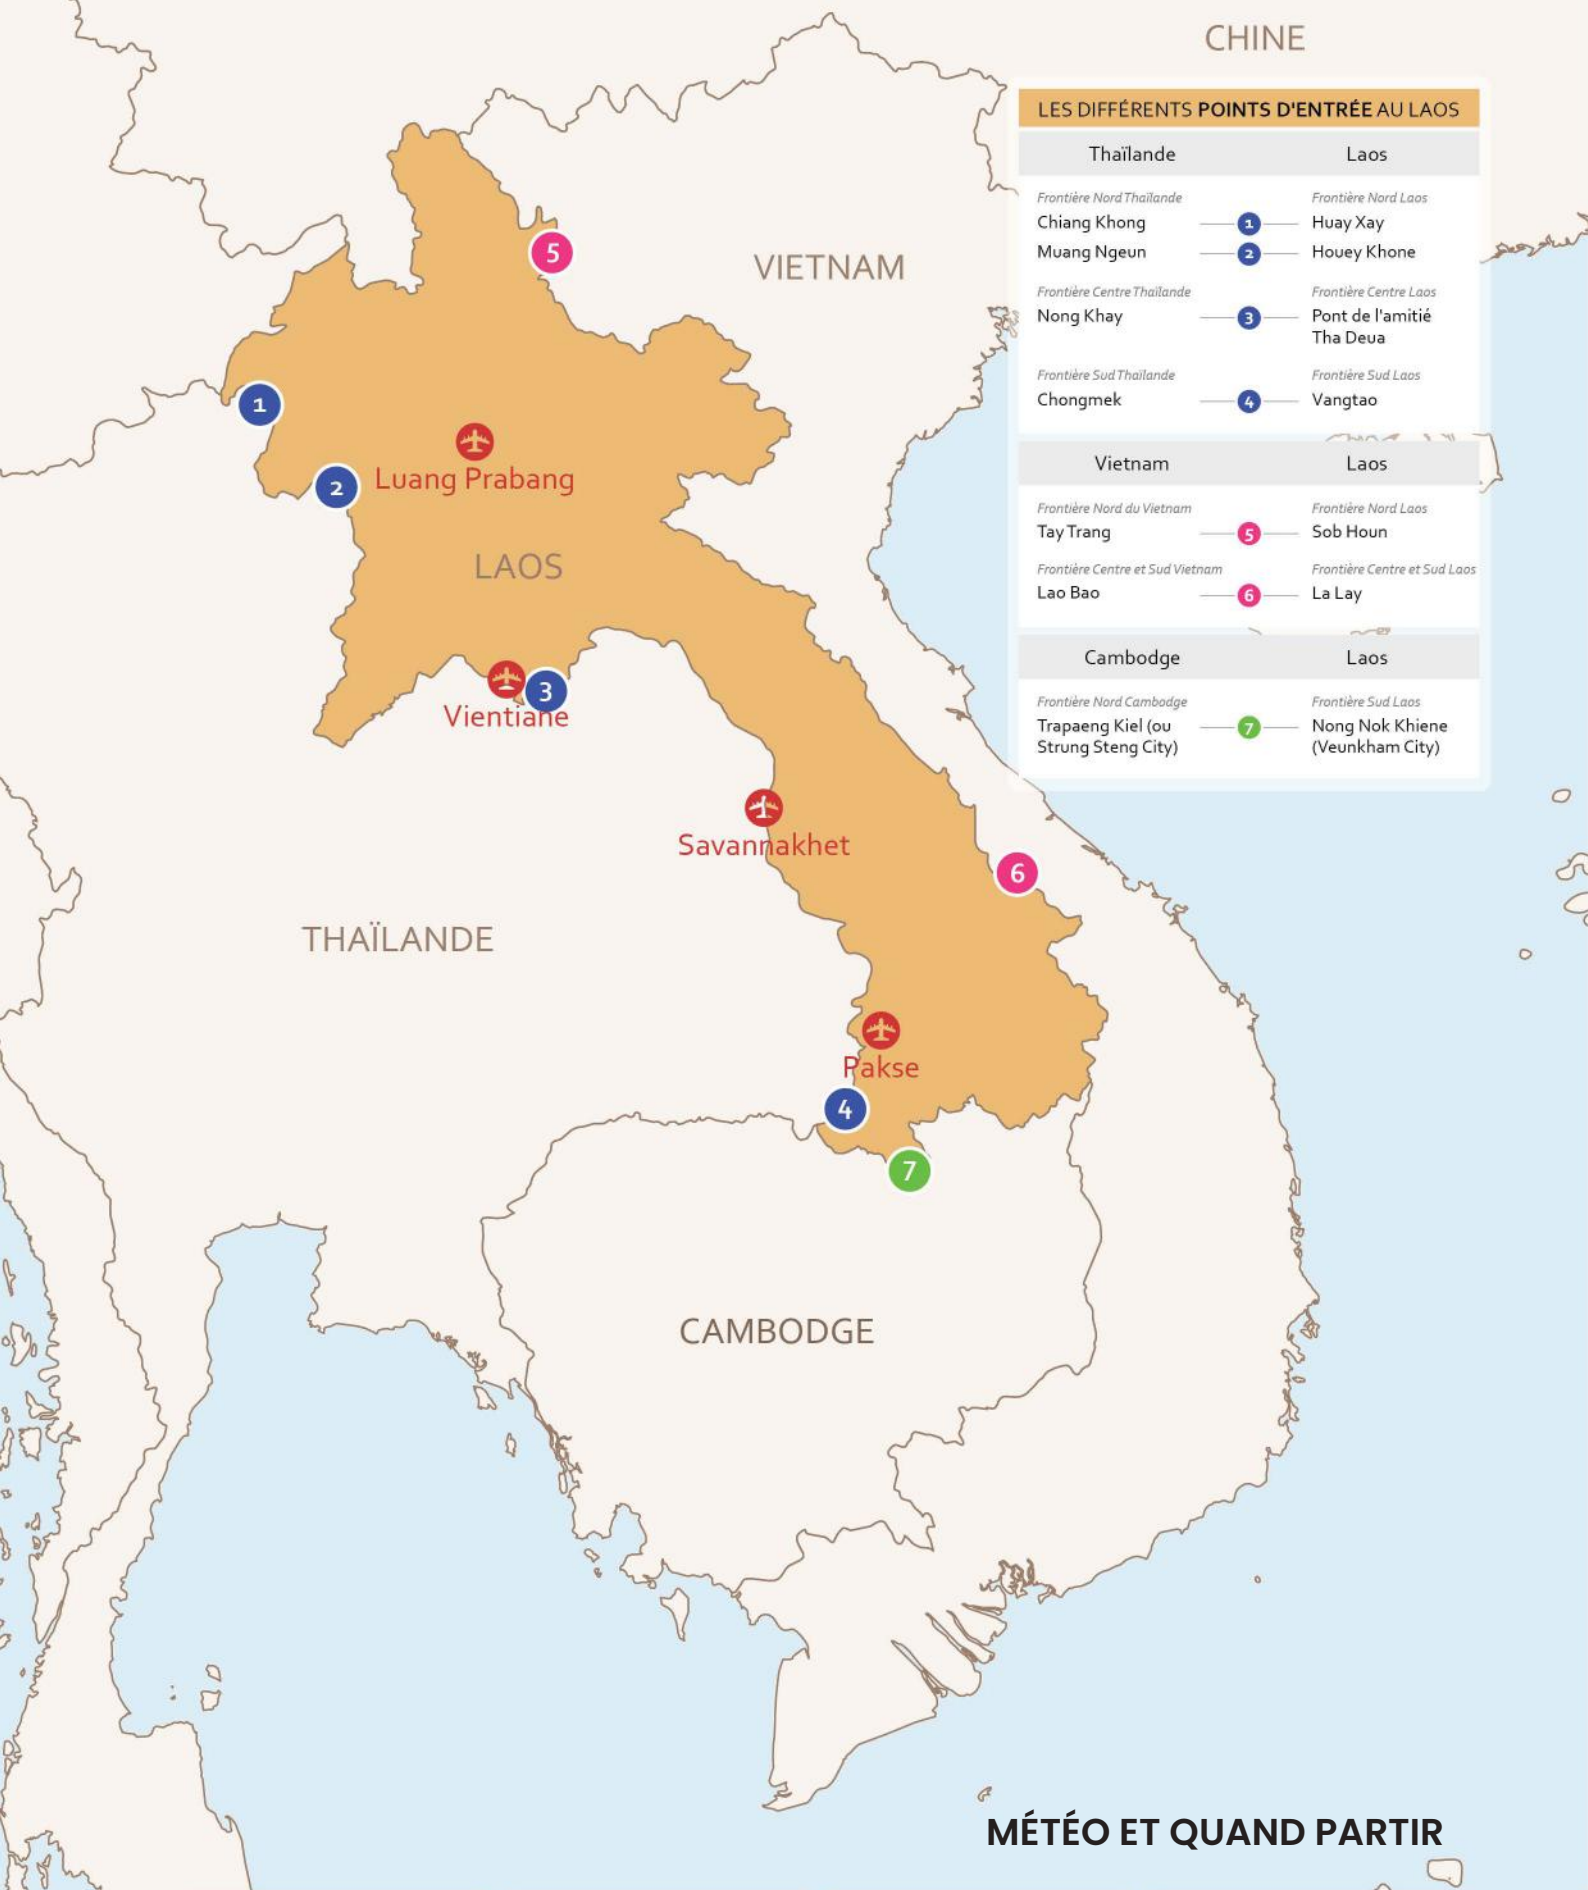 CHINE
LES DIFFÉRENTS POINTS D'ENTRÉE AU LAOS
Thaïlande Laos
Frontière Nord Thaïlande Frontière Nord Laos
Chiang Khong 1 Huay Xay
Muang Ngeun 2 Houey Khone
Frontière Centre Thaïlande Frontière Centre Laos
Nong Khay 3 Pont de l'amitié
Tha Deua
Frontière Sud Thaïlande Frontière Sud Laos
Chongmek 4 Vangtao
Vietnam Laos
Frontière Nord du Vietnam Frontière Nord Laos
Tay Trang 5 Sob Houn
Frontière Centre et Sud Vietnam Frontière Centre et Sud Laos
Lao Bao 6 La Lay
Cambodge Laos
Frontière Nord Cambodge Frontière Sud Laos
Trapaeng Kiel (ou 7 Nong Nok Khiene
Strung Steng City) (Veunkham City)
5
VIETNAM
1
2
Luang Prabang
LAOS
3
Vientiane
Savannakhet
6
THAÏLANDE
Pakse
4
7
CAMBODGE
MÉTÉO ET QUAND PARTIR